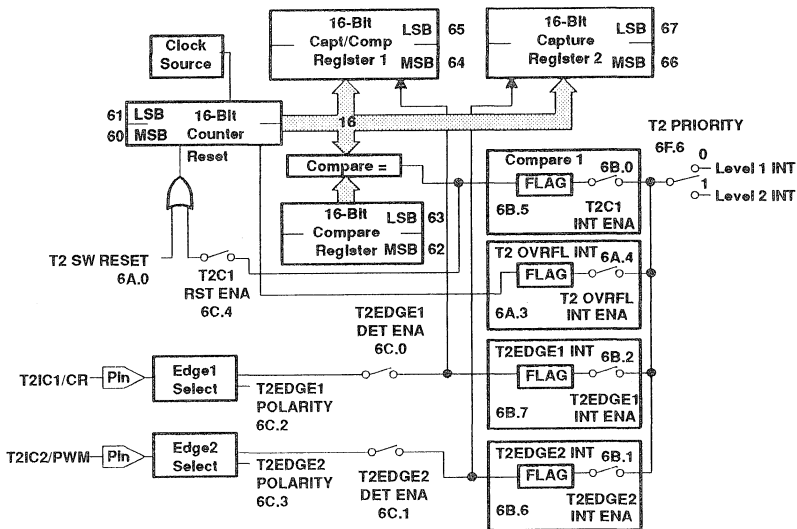 Clock
Source
16-Bit
Capt/Comp
Register 1
LSB
MSB
65
64
16-Bit
Capture
Register 2
LSB
MSB
67
66
61
60
LSB
MSB
16-Bit
Counter
Reset
16
Compare =
16-Bit
Compare
Register
LSB
MSB
63
62
T2 SW RESET
6A.0
T2C1
RST ENA
6C.4
Compare 1
FLAG
6B.0
6B.5
T2C1
INT ENA
T2 PRIORITY
6F.6
0
Level 1 INT
1
Level 2 INT
T2 OVRFL INT
FLAG
6A.4
6A.3
T2 OVRFL
INT ENA
T2EDGE1
DET ENA
6C.0
T2IC1/CR
Pin
Edge1
Select
T2EDGE1
POLARITY
6C.2
T2EDGE1 INT
FLAG
6B.2
6B.7
T2EDGE1
INT ENA
T2IC2/PWM
Pin
Edge2
Select
T2EDGE2
POLARITY
6C.3
T2EDGE2
DET ENA
6C.1
T2EDGE2 INT
FLAG
6B.1
6B.6
T2EDGE2
INT ENA